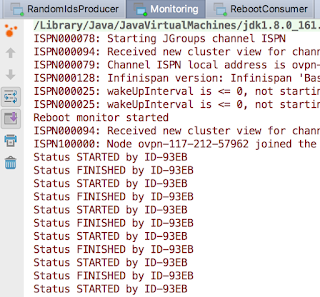 RandomIdsProducer Monitoring RebootConsumer
/Library/Java/JavaVirtualMachines/jdk1.8.0_161.
ISPN000078: Starting JGroups channel ISPN
ISPN000094: Received new cluster view for chan
ISPN000079: Channel ISPN local address is ovpn-
ISPN000128: Infinispan version: Infinispan 'Bas
ISPN000025: wakeUpInterval is <= 0, not startin
ISPN000025: wakeUpInterval is <= 0, not startin
Reboot monitor started
ISPN000094: Received new cluster view for chan
ISPN100000: Node ovpn-117-212-57962 joined the
Status STARTED by ID-93EB
Status FINISHED by ID-93EB
Status STARTED by ID-93EB
Status FINISHED by ID-93EB
Status STARTED by ID-93EB
Status FINISHED by ID-93EB
Status STARTED by ID-93EB
Status FINISHED by ID-93EB
Status STARTED by ID-93EB
Status FINISHED by ID-93EB
Status STARTED by ID-93EB